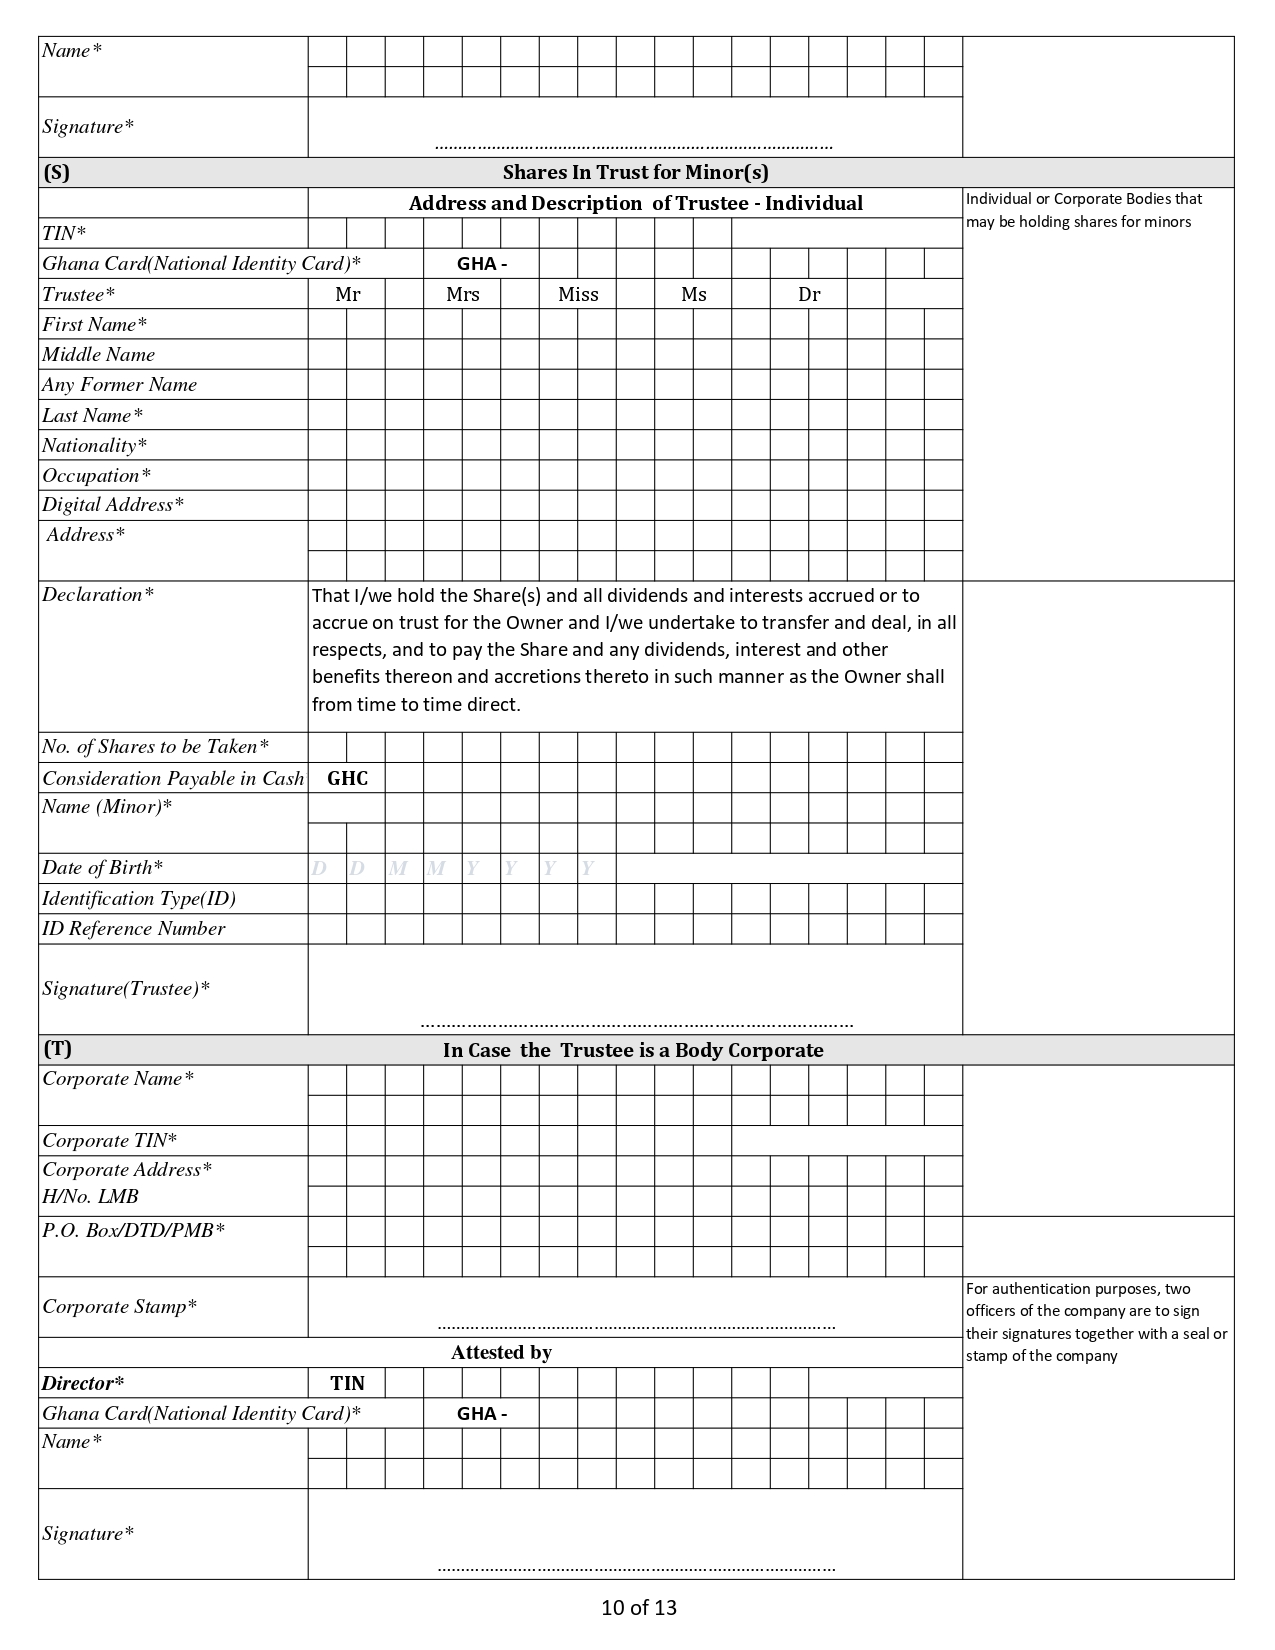 Name*
Signature*
................................................................................
(S) Shares In Trust for Minor(s)
Address and Description of Trustee - Individual
Individual or Corporate Bodies that
may be holding shares for minors
TIN*
Ghana Card(National Identity Card)* GHA -
Trustee* Mr Mrs Miss Ms Dr
First Name*
Middle Name
Any Former Name
Last Name*
Nationality*
Occupation*
Digital Address*
Address*
Declaration*
That I/we hold the Share(s) and all dividends and interests accrued or to
accrue on trust for the Owner and I/we undertake to transfer and deal, in all
respects, and to pay the Share and any dividends, interest and other
benefits thereon and accretions thereto in such manner as the Owner shall
from time to time direct.
No. of Shares to be Taken*
Consideration Payable in Cash GHC
Name (Minor)*
Date of Birth* D D M M Y Y Y Y
Identification Type(ID)
ID Reference Number
Signature(Trustee)*
................................................................................
(T) In Case the Trustee is a Body Corporate
Corporate Name*
Corporate TIN*
Corporate Address*
H/No. LMB
P.O. Box/DTD/PMB*
Corporate Stamp*
................................................................................
For authentication purposes, two
officers of the company are to sign
their signatures together with a seal or
stamp of the company
Attested by
Director* TIN
Ghana Card(National Identity Card)* GHA -
Name*
Signature*
................................................................................
10 of 13